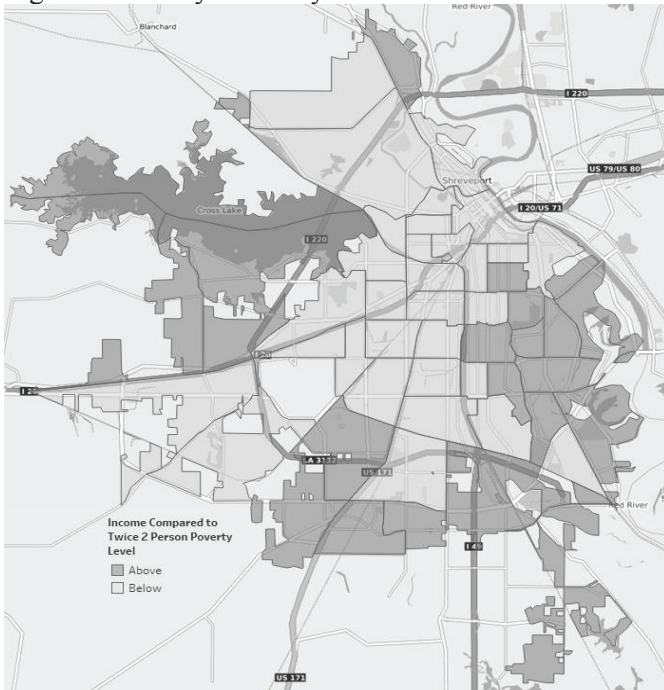 Red River
Blanchard
I 220
US 79/US 80
Shreveport
I 20/US 71
Cross Lake
I 220
I 20
I 20
LA 3132
US 171
Red River
Income Compared to
Twice 2 Person Poverty
Level
Above
Below
I 49
US 171